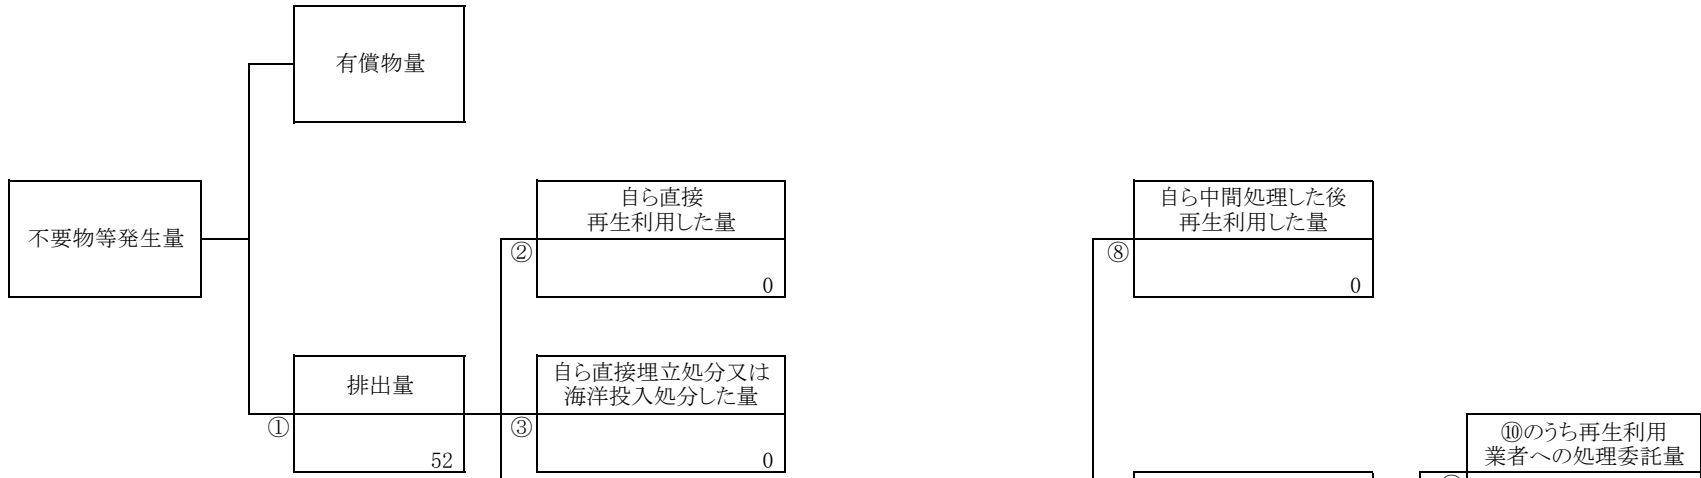 有償物量
不要物等発生量
自ら直接
再生利用した量
②
0
自ら中間処理した後
再生利用した量
⑧
0
排出量
①
52
自ら直接埋立処分又は
海洋投入処分した量
③
0
⑩のうち再生利用
業者への処理委託量